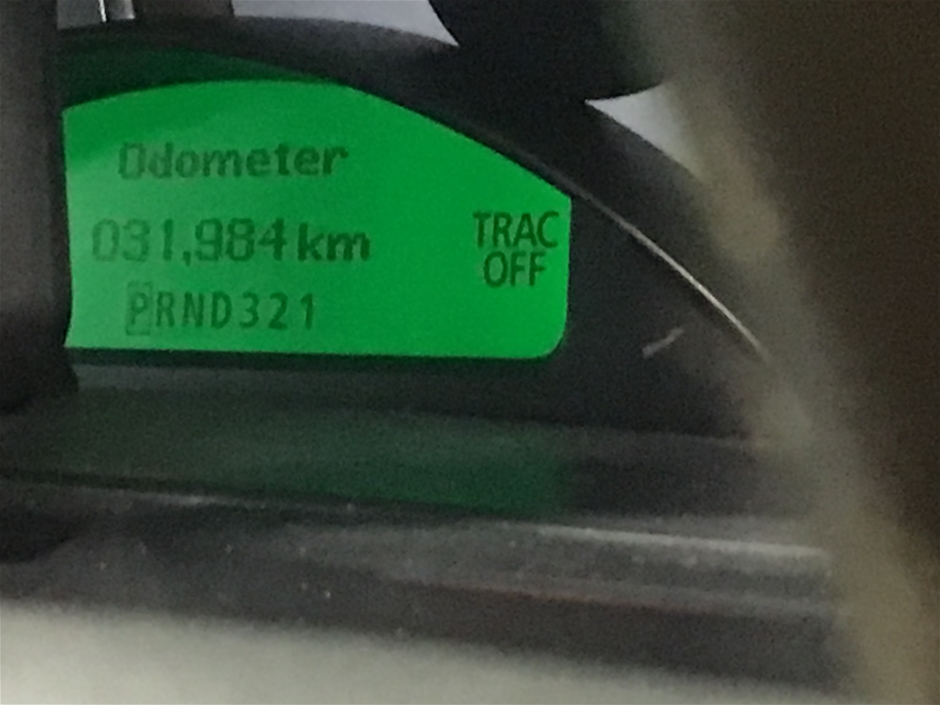 Odometer
031,984 km
TRAC
OFF
PRND321